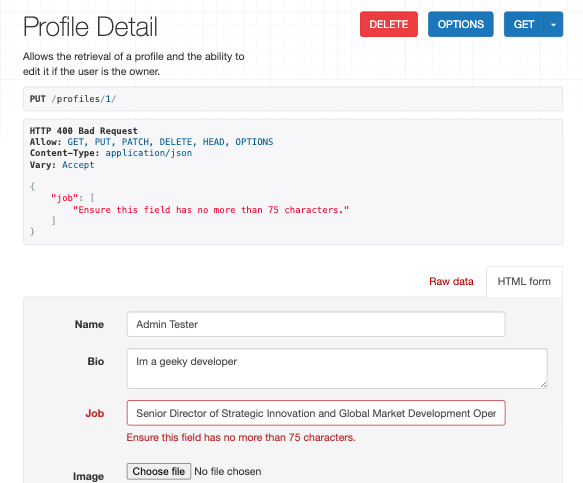 Profile Detail
DELETE
OPTIONS
GET
Allows the retrieval of a profile and the ability to
edit it if the user is the owner.
PUT /profiles/1/
HTTP 400 Bad Request
Allow: GET, PUT, PATCH, DELETE, HEAD, OPTIONS
Content-Type: application/json
Vary: Accept
{
    "job": [
        "Ensure this field has no more than 75 characters."
    ]
}
Raw data
HTML form
Name
Admin Tester
Bio
Im a geeky developer
Job
Senior Director of Strategic Innovation and Global Market Development Oper
Ensure this field has no more than 75 characters.
Image
Choose file No file chosen